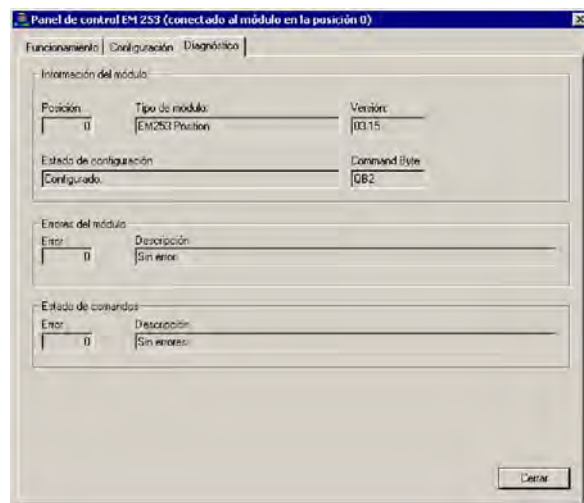 Panel de control EM 253 (conectado al módulo en la posición 0)
Funcionamiento Configuración Diagnóstico
Información del módulo
Posición Tipo de módulo: Versión:
0 EM253 Position 03.15
Estado de configuración Command Byte
Configurado. QB2
Errores del módulo
Error Descripción
0 Sin error
Estado de comandos
Error Descripción
0 Sin errores
Cerrar